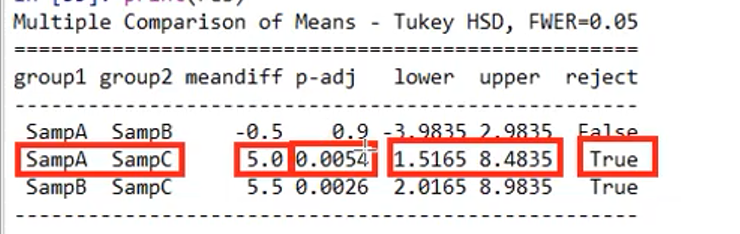 Multiple Comparison of Means - Tukey HSD, FWER=0.05
=====================================================
group1 group2 meandiff p-adj lower upper reject
-----------------------------------------------------
SampA SampB -0.5 0.9 -3.9835 2.9835 False
SampA SampC 5.0 0.0054 1.5165 8.4835 True
SampB SampC 5.5 0.0026 2.0165 8.9835 True
-----------------------------------------------------